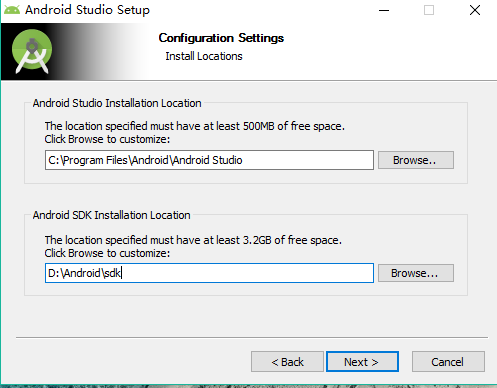 Android Studio Setup
Configuration Settings
Install Locations
Android Studio Installation Location
The location specified must have at least 500MB of free space.
Click Browse to customize:
C:\Program Files\Android\Android Studio
Browse..
Android SDK Installation Location
The location specified must have at least 3.2GB of free space.
Click Browse to customize:
D:\Android\sdk
Browse...
< Back
Next >
Cancel